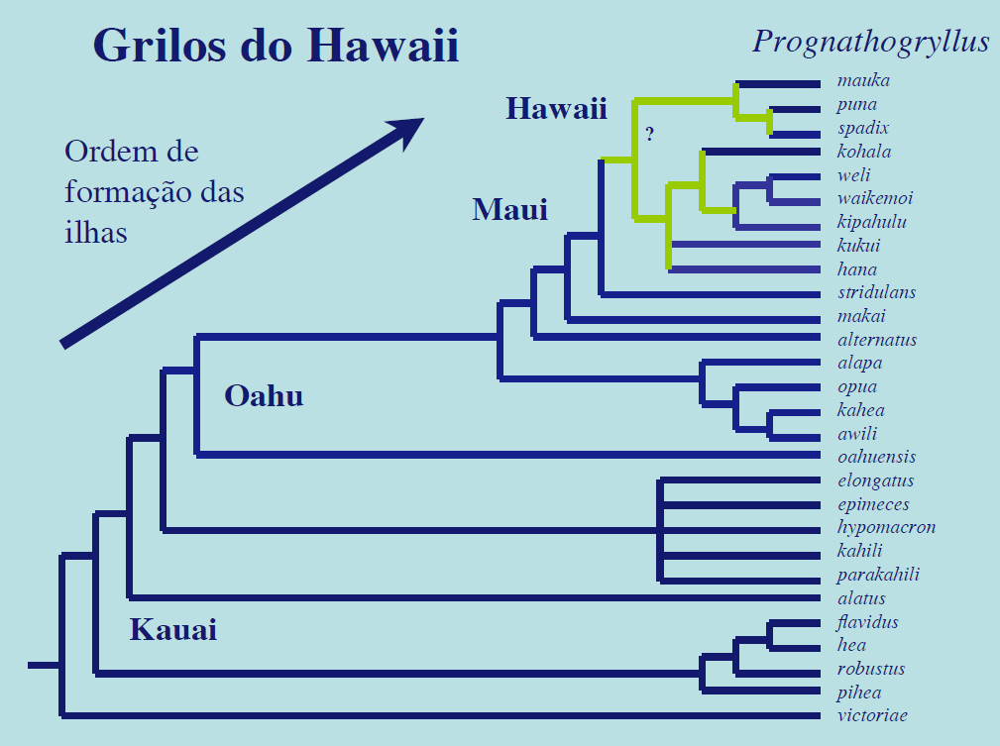 Grilos do Hawaii
Prognathogryllus
Ordem de
formação das
ilhas
Hawaii
?
Maui
Oahu
Kauai
mauka
puna
spadix
kohala
weli
waikemoi
kipahulu
kukui
hana
stridulans
makai
alternatus
alapa
opua
kahea
awili
oahuensis
elongatus
epimeces
hypomacron
kahili
parakahili
alatus
flavidus
hea
robustus
pihea
victoriae